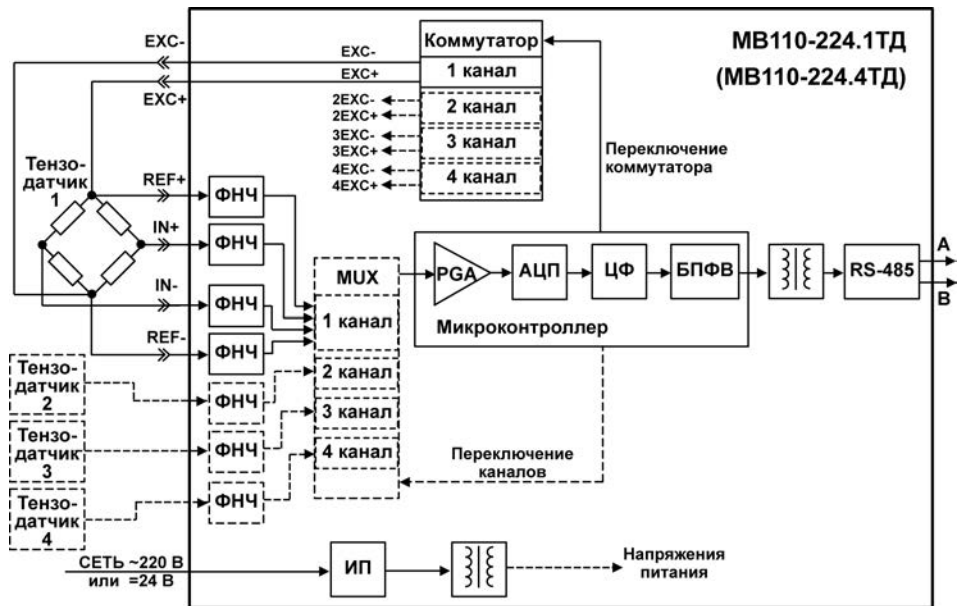 EXC-
EXC+
Тензо-
датчик
1
REF+
IN+
IN-
REF-
Тензо-
датчик
2
Тензо-
датчик
3
Тензо-
датчик
4
СЕТЬ ~220 В
или =24 В
EXC-
EXC+
2EXC-
2EXC+
3EXC-
3EXC+
4EXC-
4EXC+
Коммутатор
1 канал
2 канал
3 канал
4 канал
МВ110-224.1ТД
(МВ110-224.4ТД)
Переключение
коммутатора
ФНЧ
ФНЧ
ФНЧ
ФНЧ
ФНЧ
ФНЧ
ФНЧ
MUX
1 канал
2 канал
3 канал
4 канал
PGA
АЦП
ЦФ
БПФВ
Микроконтроллер
RS-485
A
B
Переключение
каналов
ИП
Напряжения
питания